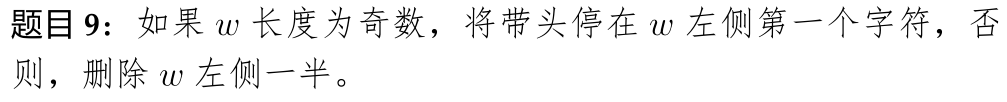 题目 9：如果 w 长度为奇数，将带头停在 w 左侧第一个字符，否
则，删除 w 左侧一半。